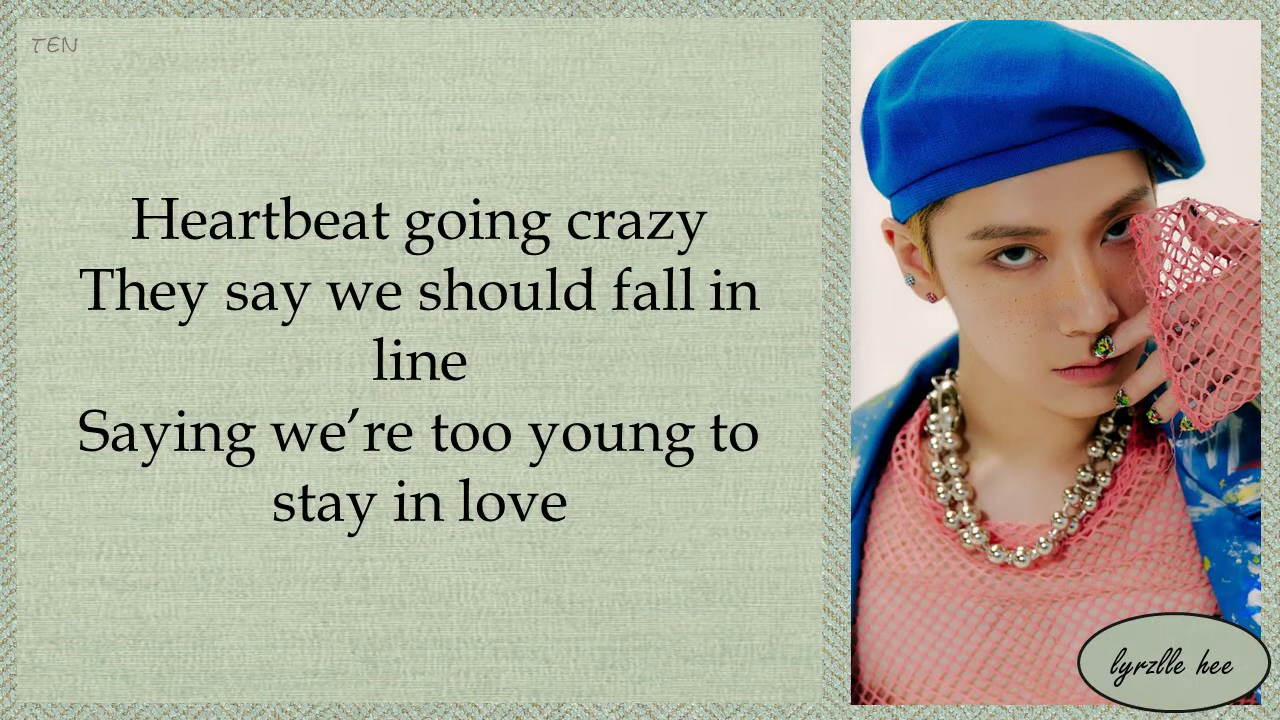 TEN
Heartbeat going crazy
They say we should fall in
line
Saying we’re too young to
stay in love
lyrzlle hee